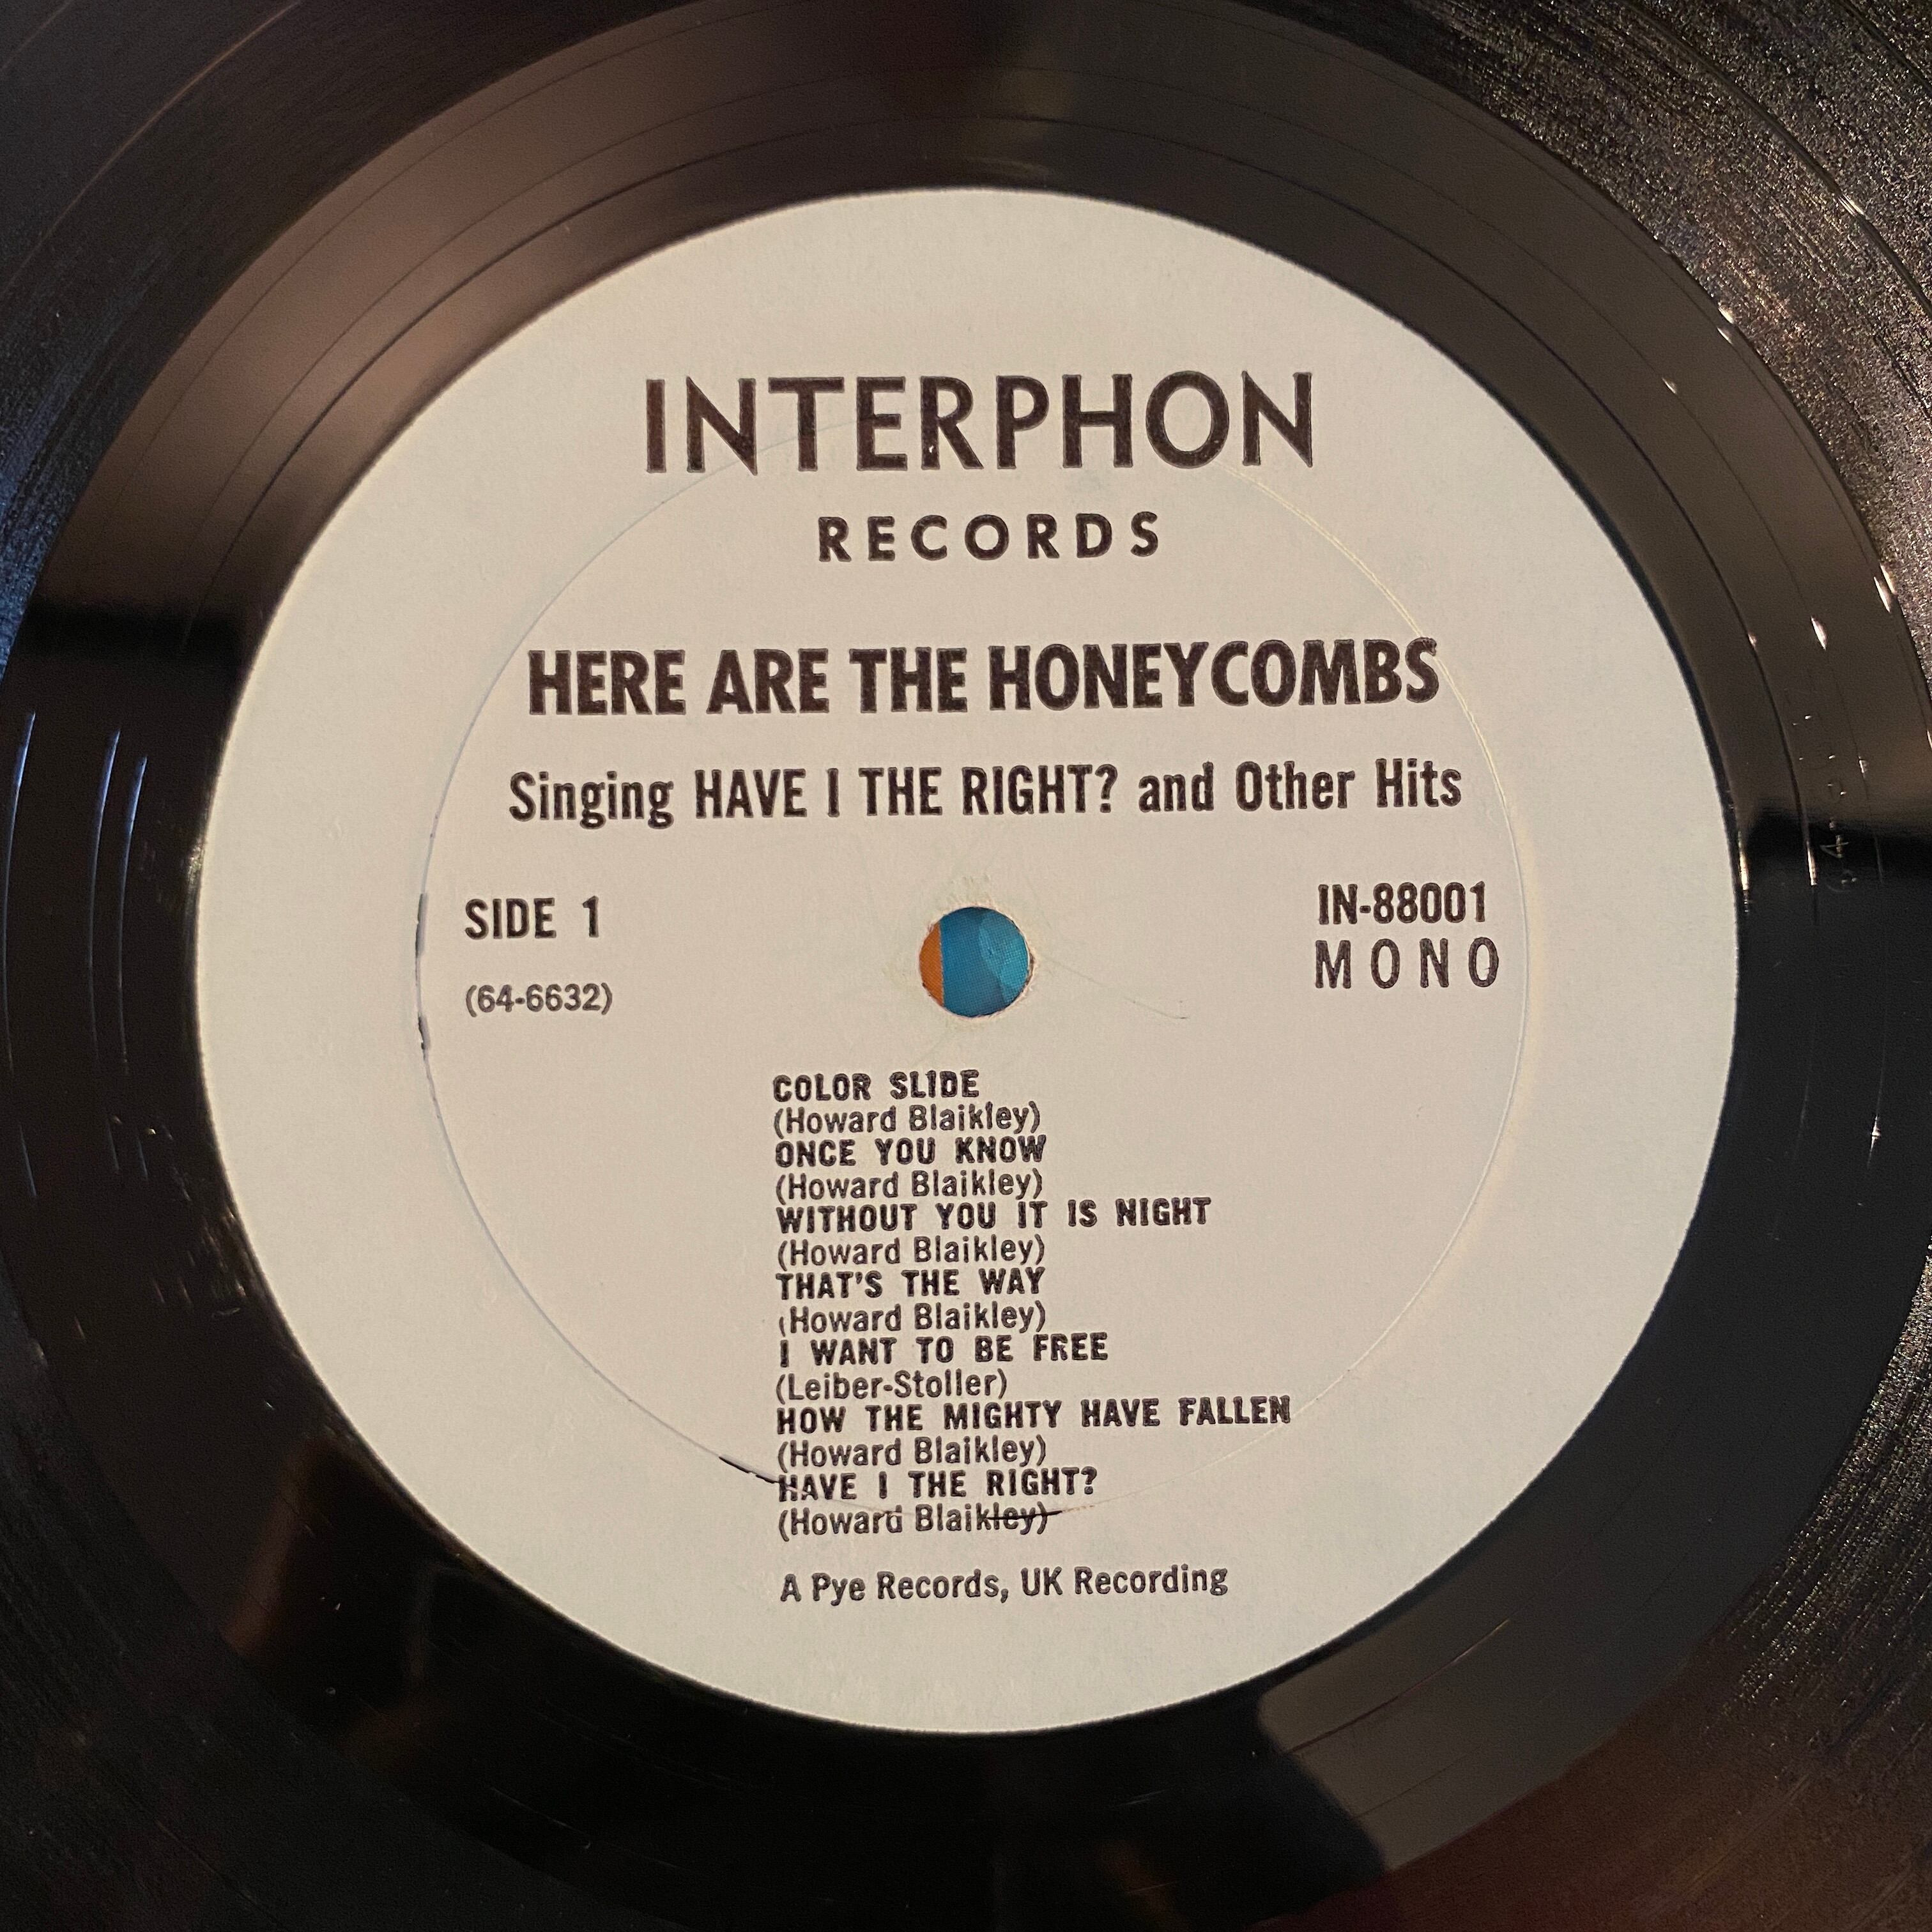 INTERPHON
RECORDS
HERE ARE THE HONEYCOMBS
Singing HAVE I THE RIGHT? and Other Hits
SIDE 1
(64-6632)
IN-88001
MONO
COLOR SLIDE
(Howard Blaikley)
ONCE YOU KNOW
(Howard Blaikley)
WITHOUT YOU IT IS NIGHT
(Howard Blaikley)
THAT'S THE WAY
(Howard Blaikley)
I WANT TO BE FREE
(Leiber-Stoller)
HOW THE MIGHTY HAVE FALLEN
(Howard Blaikley)
HAVE I THE RIGHT?
(Howard Blaikley)
A Pye Records, UK Recording